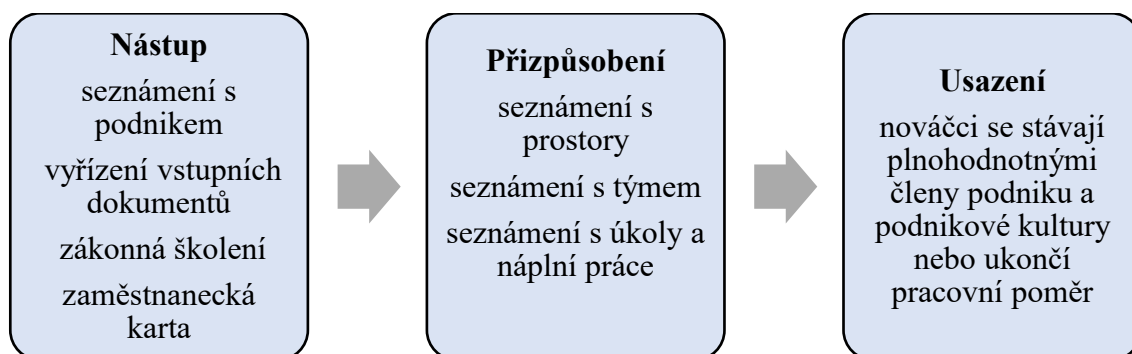 Nástup
seznámení s
podnikem
vyřízení vstupních
dokumentů
zákonná školení
zaměstnanecká
karta
Přizpůsobení
seznámení s
prostory
seznámení s týmem
seznámení s úkoly a
náplní práce
Usazení
nováčci se stávají
plnohodnotnými
členy podniku a
podnikové kultury
nebo ukončí
pracovní poměr